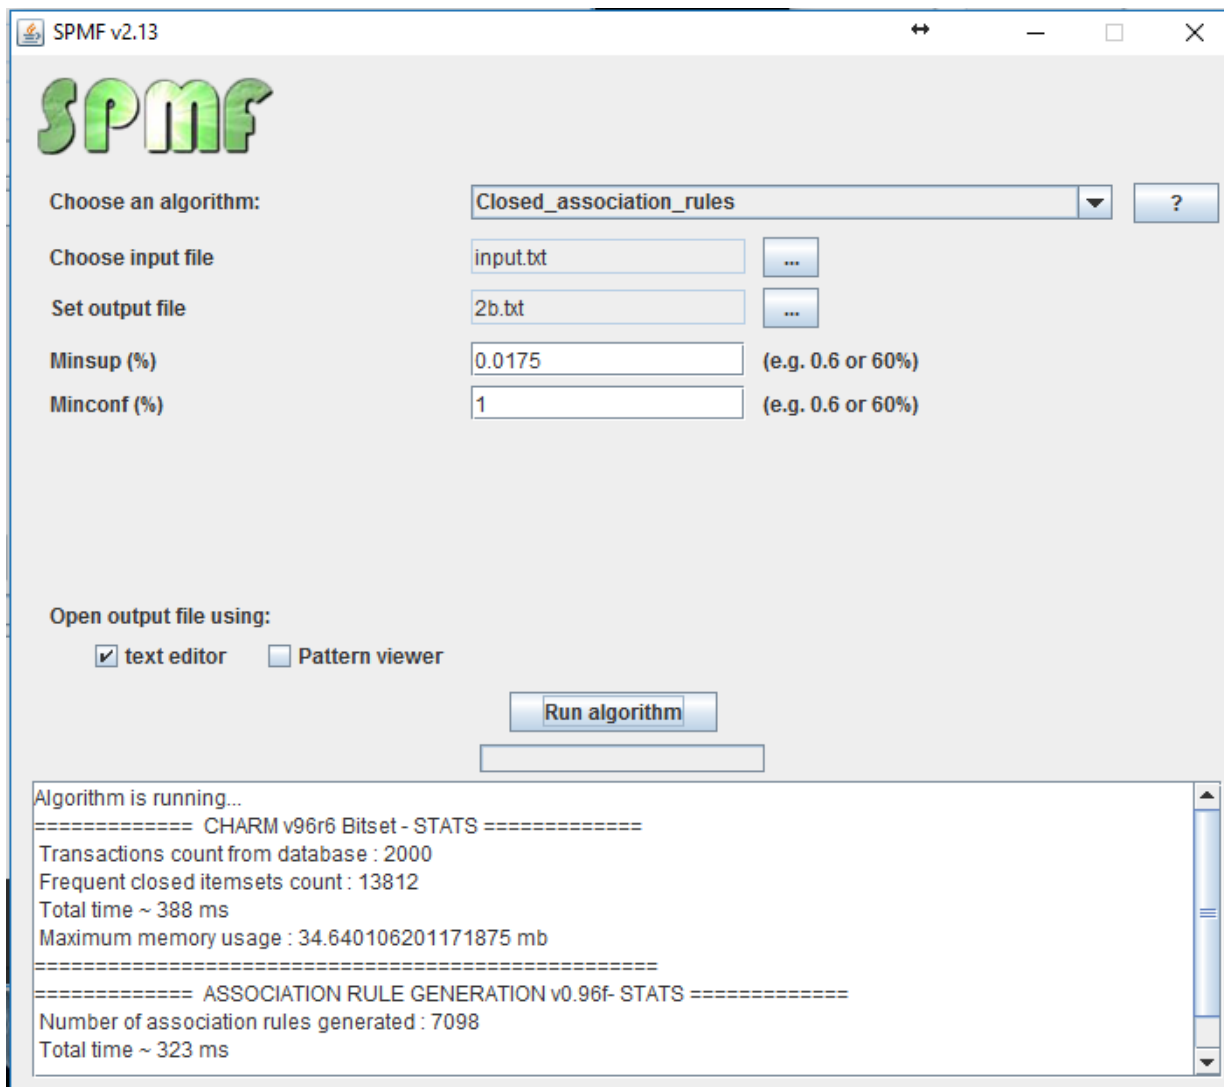 SPMF v2.13
SPMF
Choose an algorithm: Closed_association_rules ?
Choose input file input.txt ...
Set output file 2b.txt ...
Minsup (%) 0.0175 (e.g. 0.6 or 60%)
Minconf (%) 1 (e.g. 0.6 or 60%)
Open output file using:
text editor Pattern viewer
Run algorithm
Algorithm is running...
============= CHARM v96r6 Bitset - STATS =============
Transactions count from database : 2000
Frequent closed itemsets count : 13812
Total time ~ 388 ms
Maximum memory usage : 34.640106201171875 mb
===================================================
============= ASSOCIATION RULE GENERATION v0.96f- STATS =============
Number of association rules generated : 7098
Total time ~ 323 ms